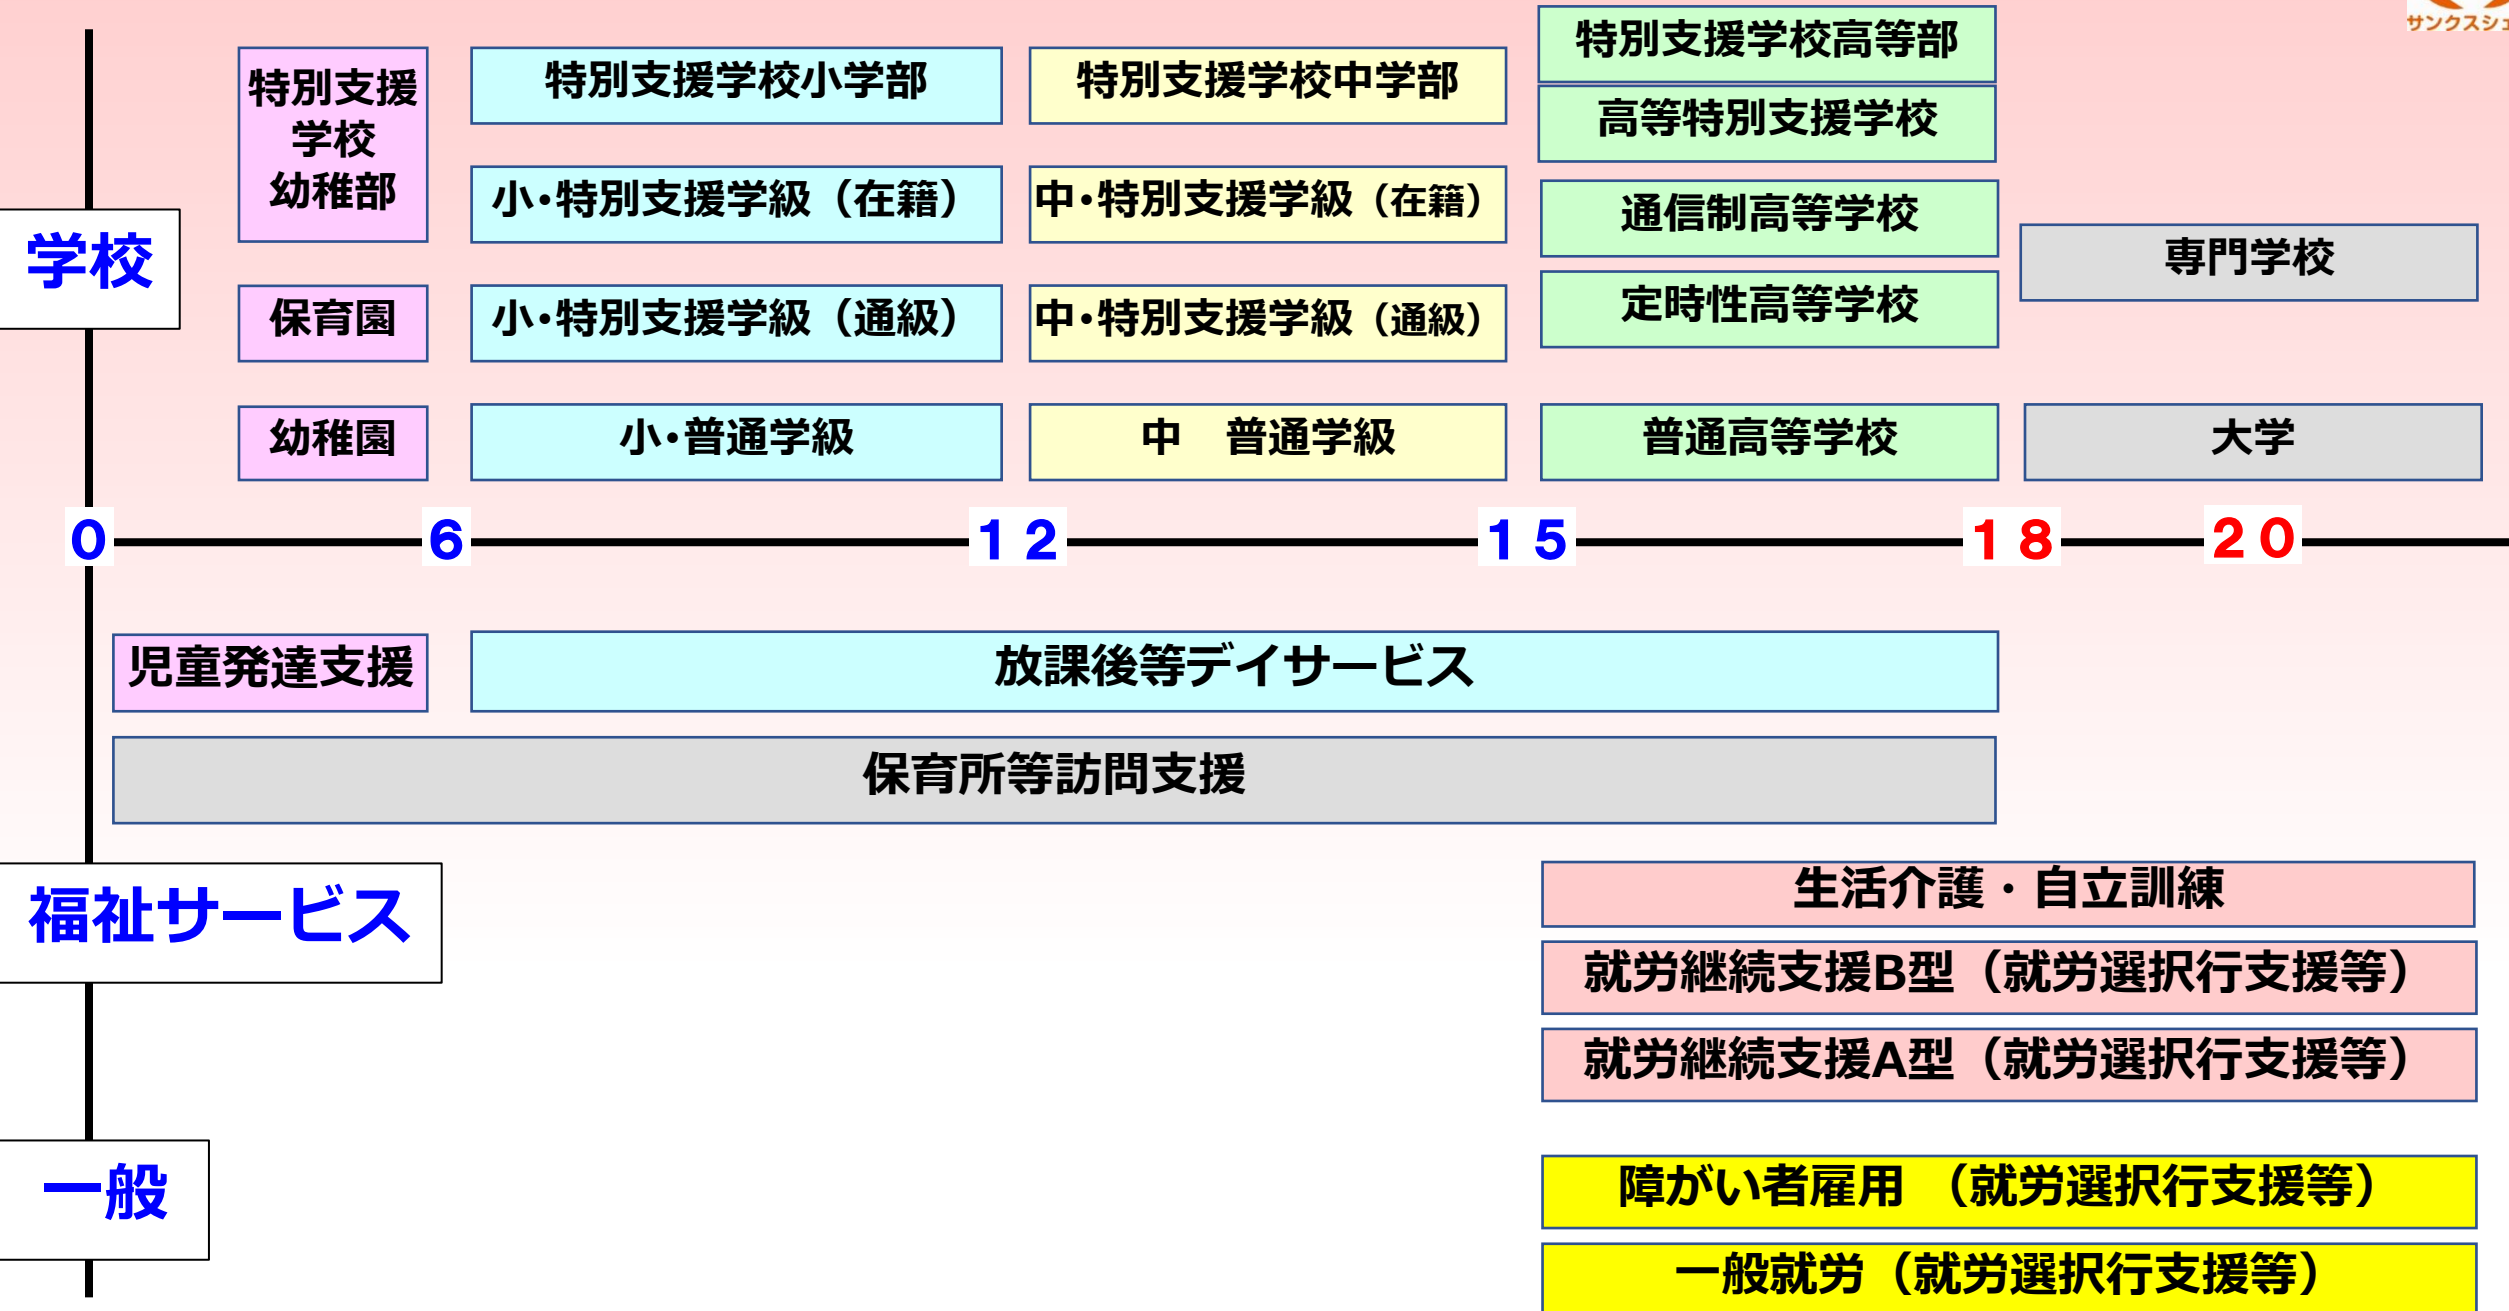 サンクスシェ
特別支援
学校
幼稚部
特別支援学校小学部
特別支援学校中学部
特別支援学校高等部
高等特別支援学校
小・特別支援学級（在籍）
中・特別支援学級（在籍）
通信制高等学校
専門学校
学校
保育園
小・特別支援学級（通級）
中・特別支援学級（通級）
定時性高等学校
幼稚園
小・普通学級
中　普通学級
普通高等学校
大学
０　６　１２　１５　１８　２０
児童発達支援
放課後等デイサービス
保育所等訪問支援
福祉サービス
生活介護・自立訓練
就労継続支援B型（就労選択行支援等）
就労継続支援A型（就労選択行支援等）
一般
障がい者雇用 （就労選択行支援等）
一般就労（就労選択行支援等）